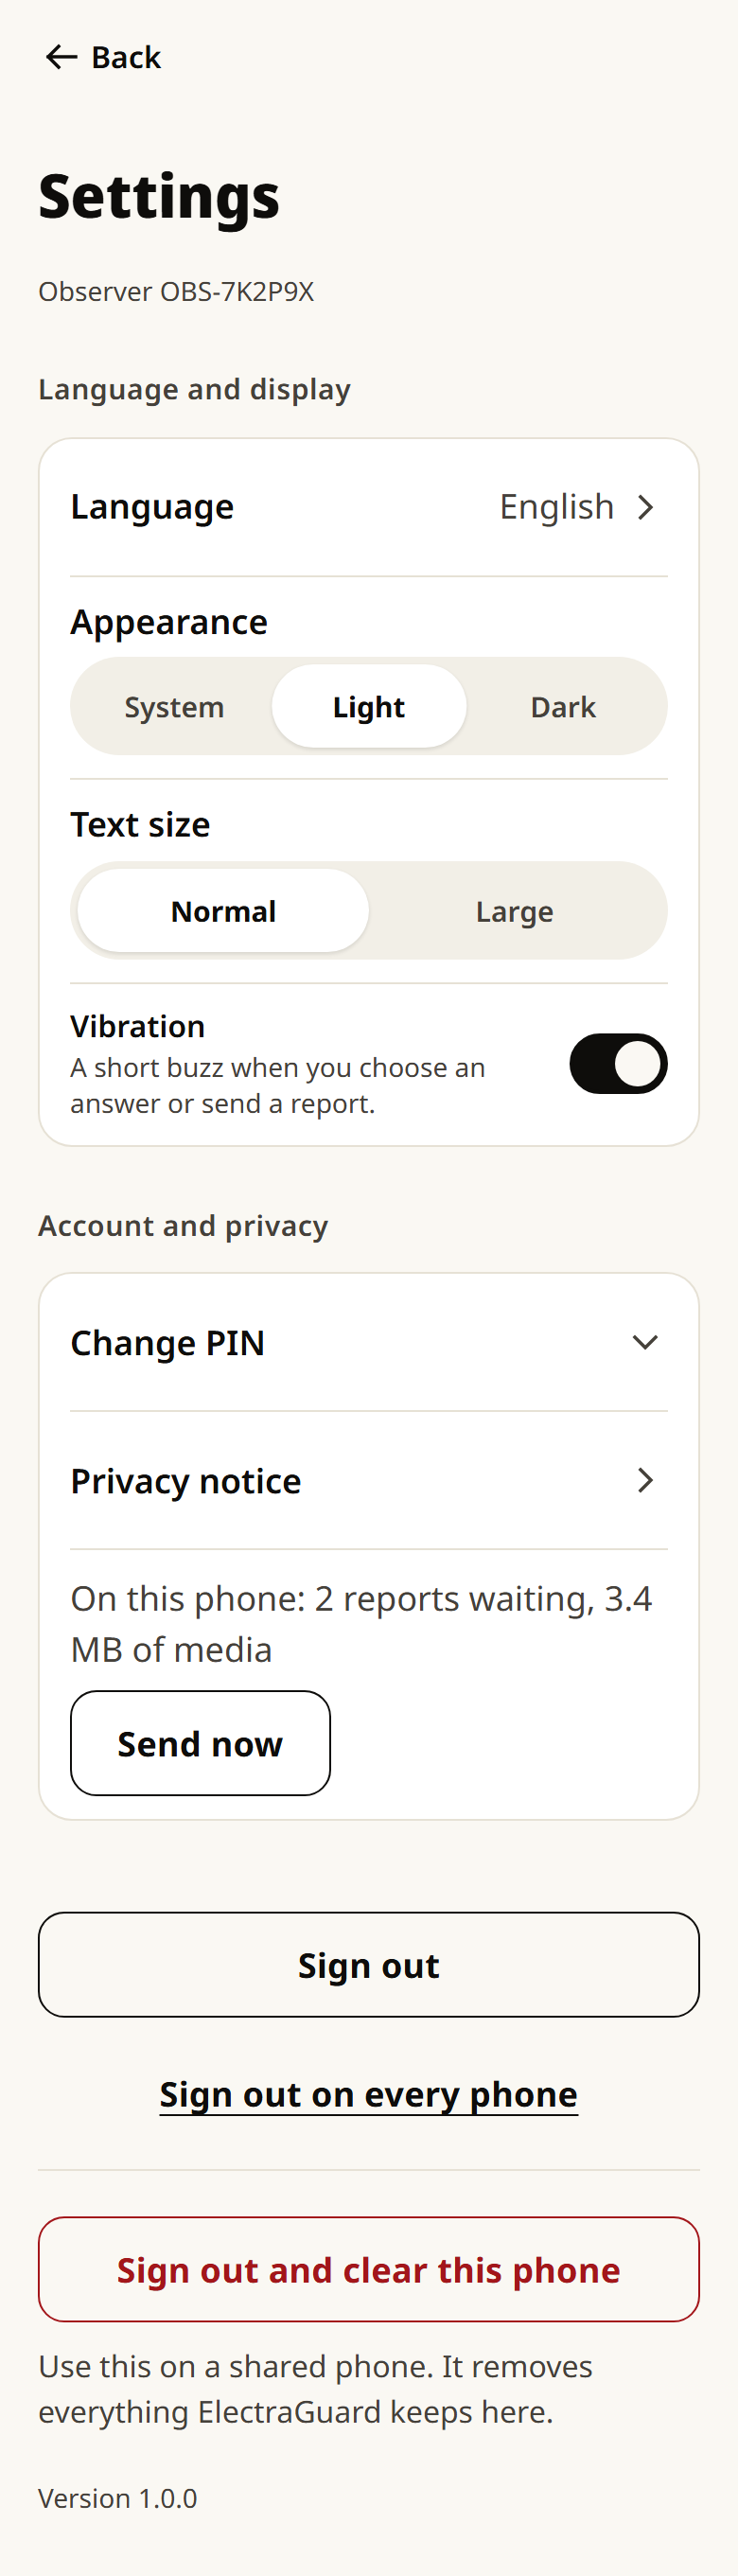 Back
Settings
Observer OBS-7K2P9X
Language and display
Language English
Appearance
System Light Dark
Text size
Normal Large
Vibration
A short buzz when you choose an
answer or send a report.
Account and privacy
Change PIN
Privacy notice
On this phone: 2 reports waiting, 3.4
MB of media
Send now
Sign out
Sign out on every phone
Sign out and clear this phone
Use this on a shared phone. It removes
everything ElectraGuard keeps here.
Version 1.0.0